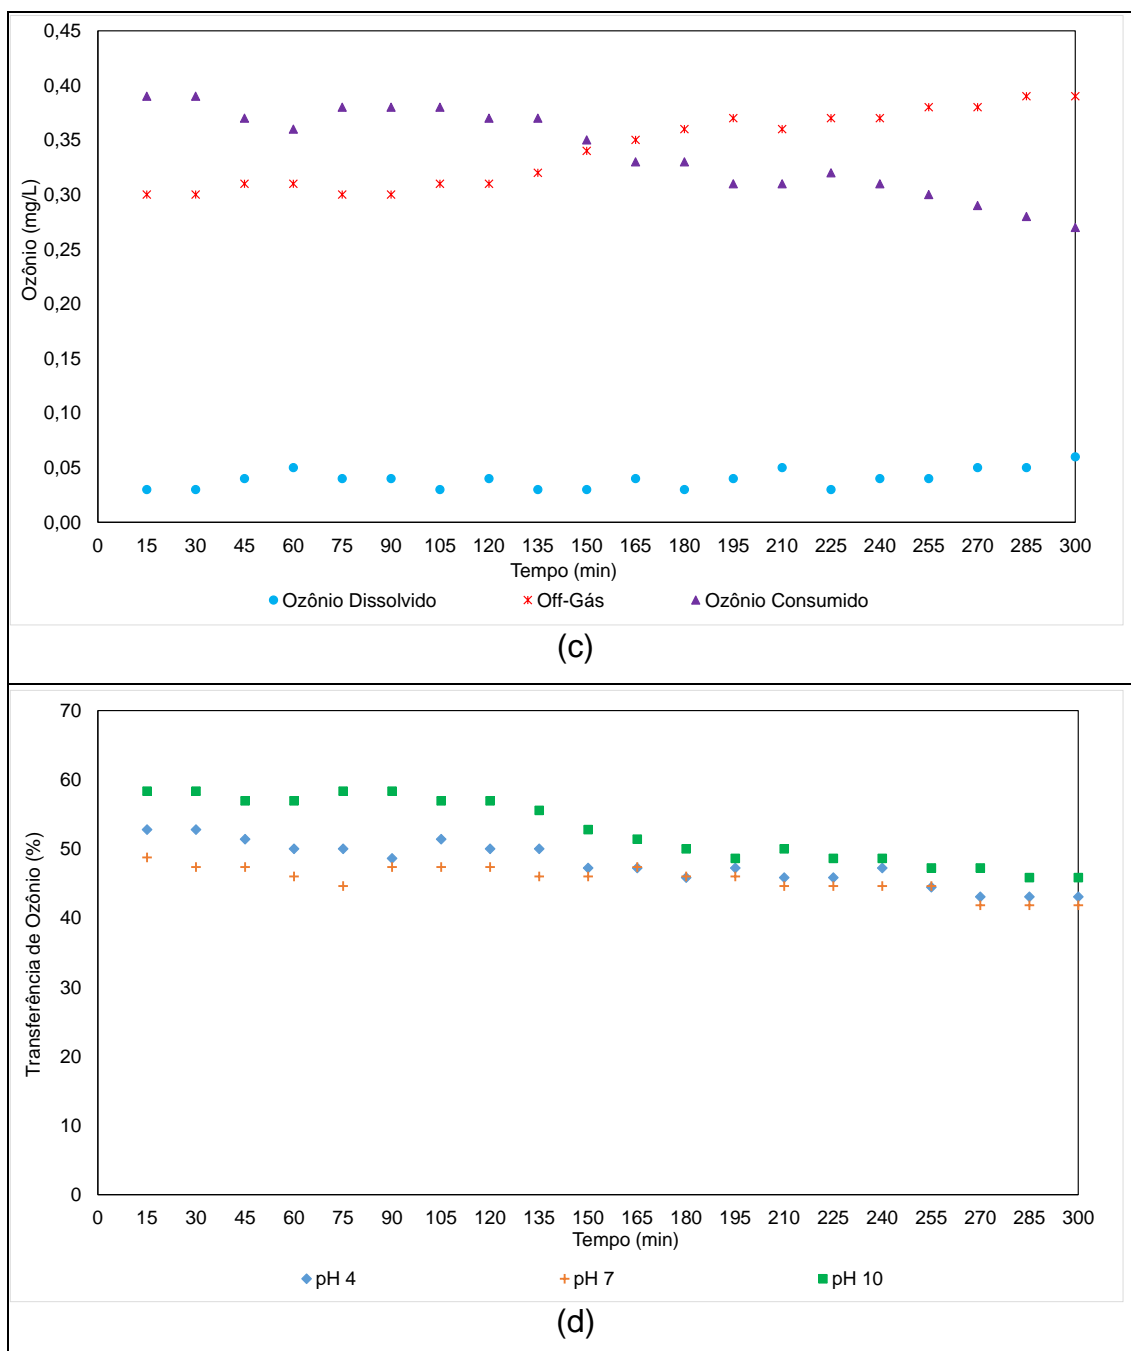 0,45
0,40
0,35
0,30
0,25
0,20
0,15
0,10
0,05
0,00
Ozônio (mg/L)
0 15 30 45 60 75 90 105 120 135 150 165 180 195 210 225 240 255 270 285 300
Tempo (min)
Ozônio Dissolvido Off-Gás Ozônio Consumido
(c)
70
60
50
40
30
20
10
0
Transferência de Ozônio (%)
0 15 30 45 60 75 90 105 120 135 150 165 180 195 210 225 240 255 270 285 300
Tempo (min)
pH 4 pH 7 pH 10
(d)